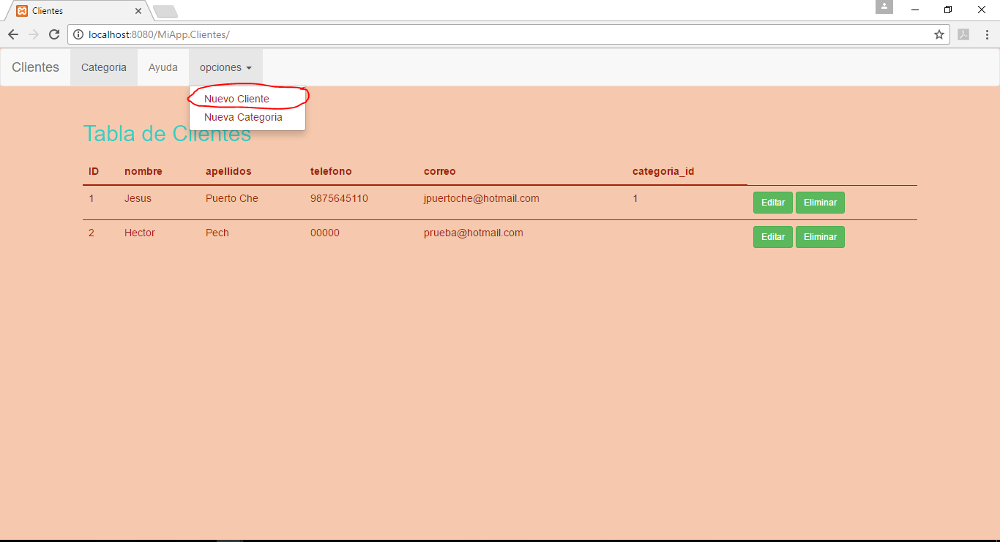 Clientes
localhost:8080/MiApp.Clientes/
Clientes Categoria Ayuda opciones
Nuevo Cliente
Nueva Categoria
Tabla de Clientes
ID nombre apellidos telefono correo categoria_id
1 Jesus Puerto Che 9875645110 jpuertoche@hotmail.com 1 Editar Eliminar
2 Hector Pech 00000 prueba@hotmail.com Editar Eliminar